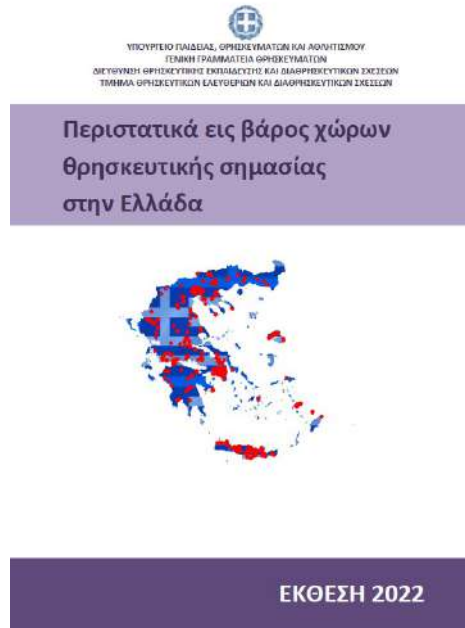 ΥΠΟΥΡΓΕΙΟ ΠΑΙΔΕΙΑΣ, ΘΡΗΣΚΕΥΜΑΤΩΝ ΚΑΙ ΑΘΛΗΤΙΣΜΟΥ
ΓΕΝΙΚΗ ΓΡΑΜΜΑΤΕΙΑ ΘΡΗΣΚΕΥΜΑΤΩΝ
ΔΙΕΥΘΥΝΣΗ ΘΡΗΣΚΕΥΤΙΚΗΣ ΕΚΠΑΙΔΕΥΣΗΣ ΚΑΙ ΔΙΑΘΡΗΣΚΕΥΤΙΚΩΝ ΣΧΕΣΕΩΝ
ΤΜΗΜΑ ΘΡΗΣΚΕΥΤΙΚΩΝ ΕΛΕΥΘΕΡΙΩΝ ΚΑΙ ΔΙΑΘΡΗΣΚΕΥΤΙΚΩΝ ΣΧΕΣΕΩΝ
Περιστατικά εις βάρος χώρων
θρησκευτικής σημασίας
στην Ελλάδα
ΕΚΘΕΣΗ 2022